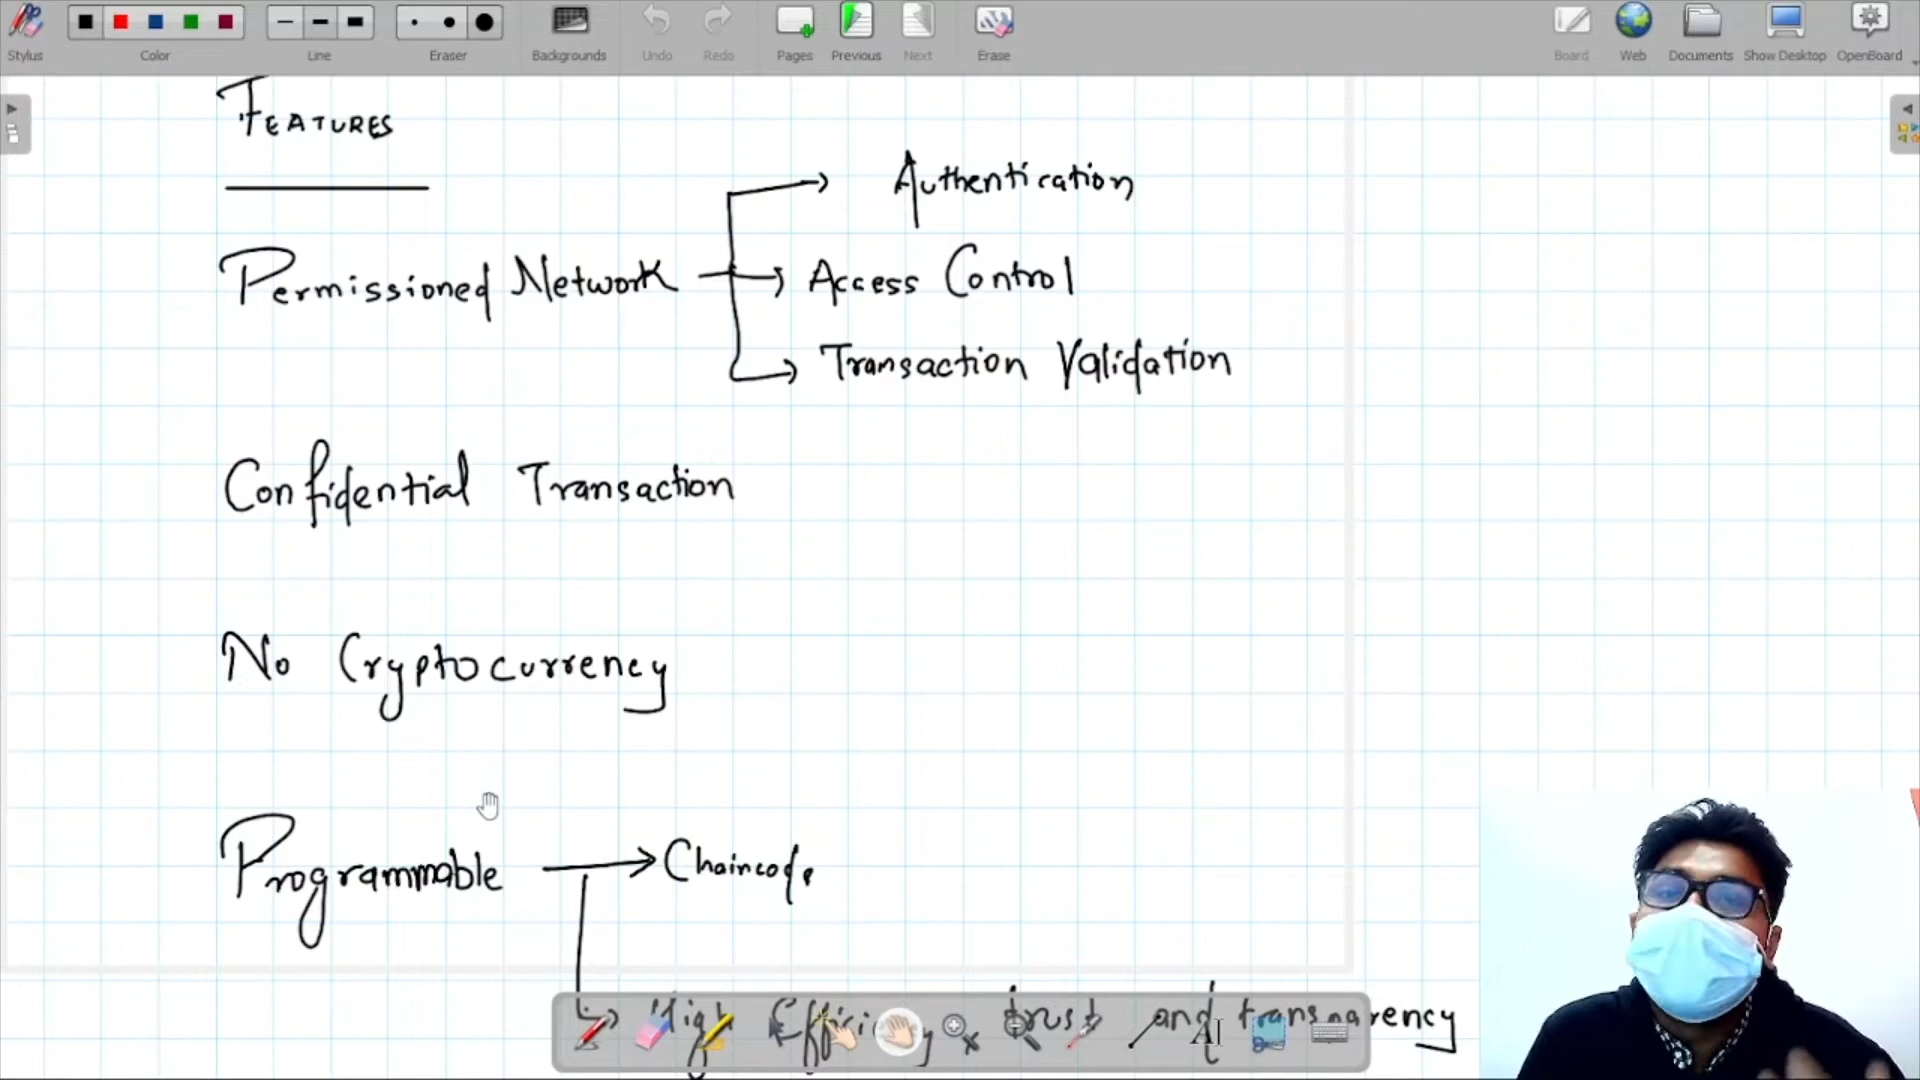 Stylus
Color
Line
Eraser
Backgrounds
Undo
Redo
Pages
Previous
Next
Erase
Board
Web
Documents
Show Desktop
OpenBoard
FEATURES
Permissioned Network
Authentication
Access Control
Transaction Validation
Confidential Transaction
No Cryptocurrency
Programmable
Chaincode
High Efficiency trust and transparency